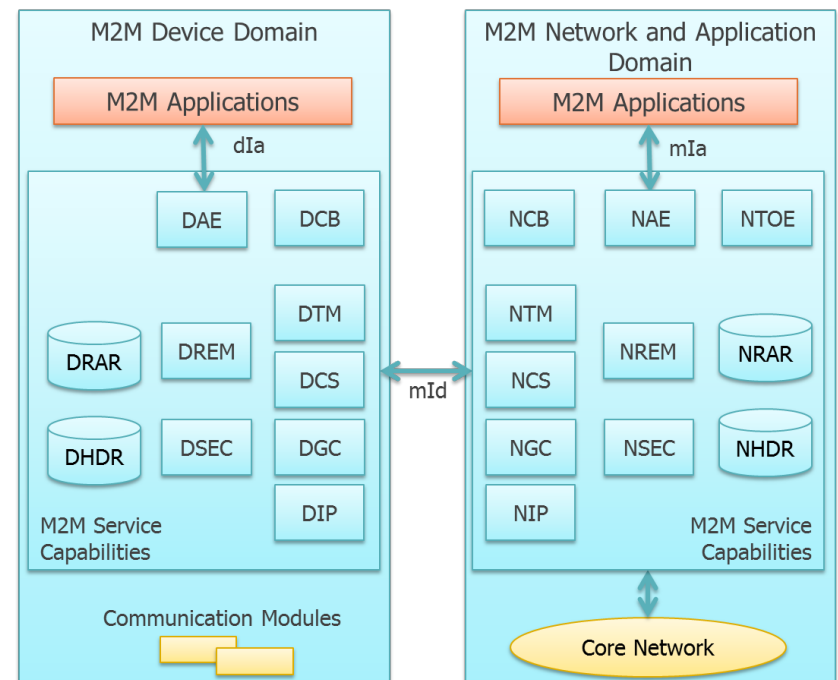 M2M Device Domain
M2M Applications
dIa
DAE
DCB
DTM
DRAR
DREM
DCS
DHDR
DSEC
DGC
DIP
M2M Service
Capabilities
Communication Modules
mId
M2M Network and Application
Domain
M2M Applications
mIa
NCB
NAE
NTOE
NTM
NREM
NRAR
NCS
NGC
NSEC
NHDR
NIP
M2M Service
Capabilities
Core Network